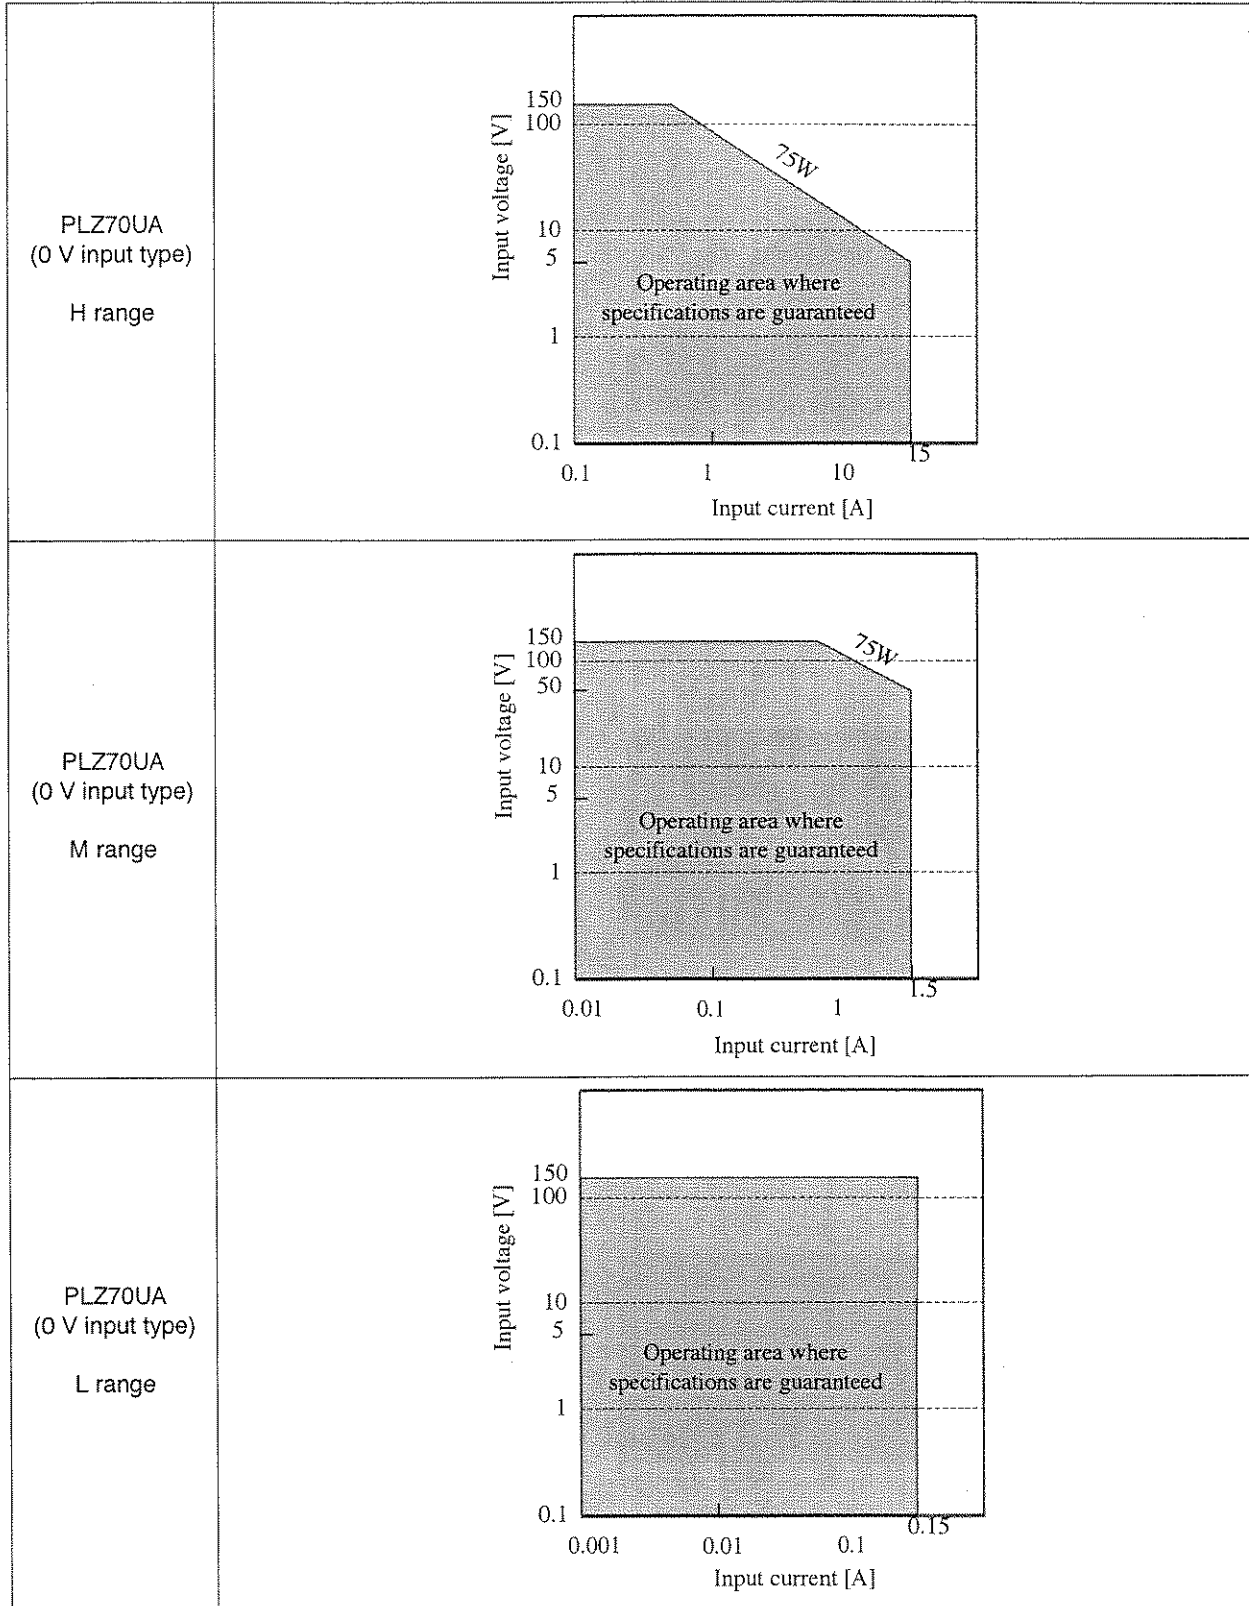 PLZ70UA
(0 V input type)
H range
Input voltage [V]
150
100
10
5
1
0.1
75W
Operating area where
specifications are guaranteed
0.1
1
10
15
Input current [A]
PLZ70UA
(0 V input type)
M range
Input voltage [V]
150
100
50
10
5
1
0.1
75W
Operating area where
specifications are guaranteed
0.01
0.1
1
1.5
Input current [A]
PLZ70UA
(0 V input type)
L range
Input voltage [V]
150
100
10
5
1
0.1
Operating area where
specifications are guaranteed
0.001
0.01
0.1
0.15
Input current [A]